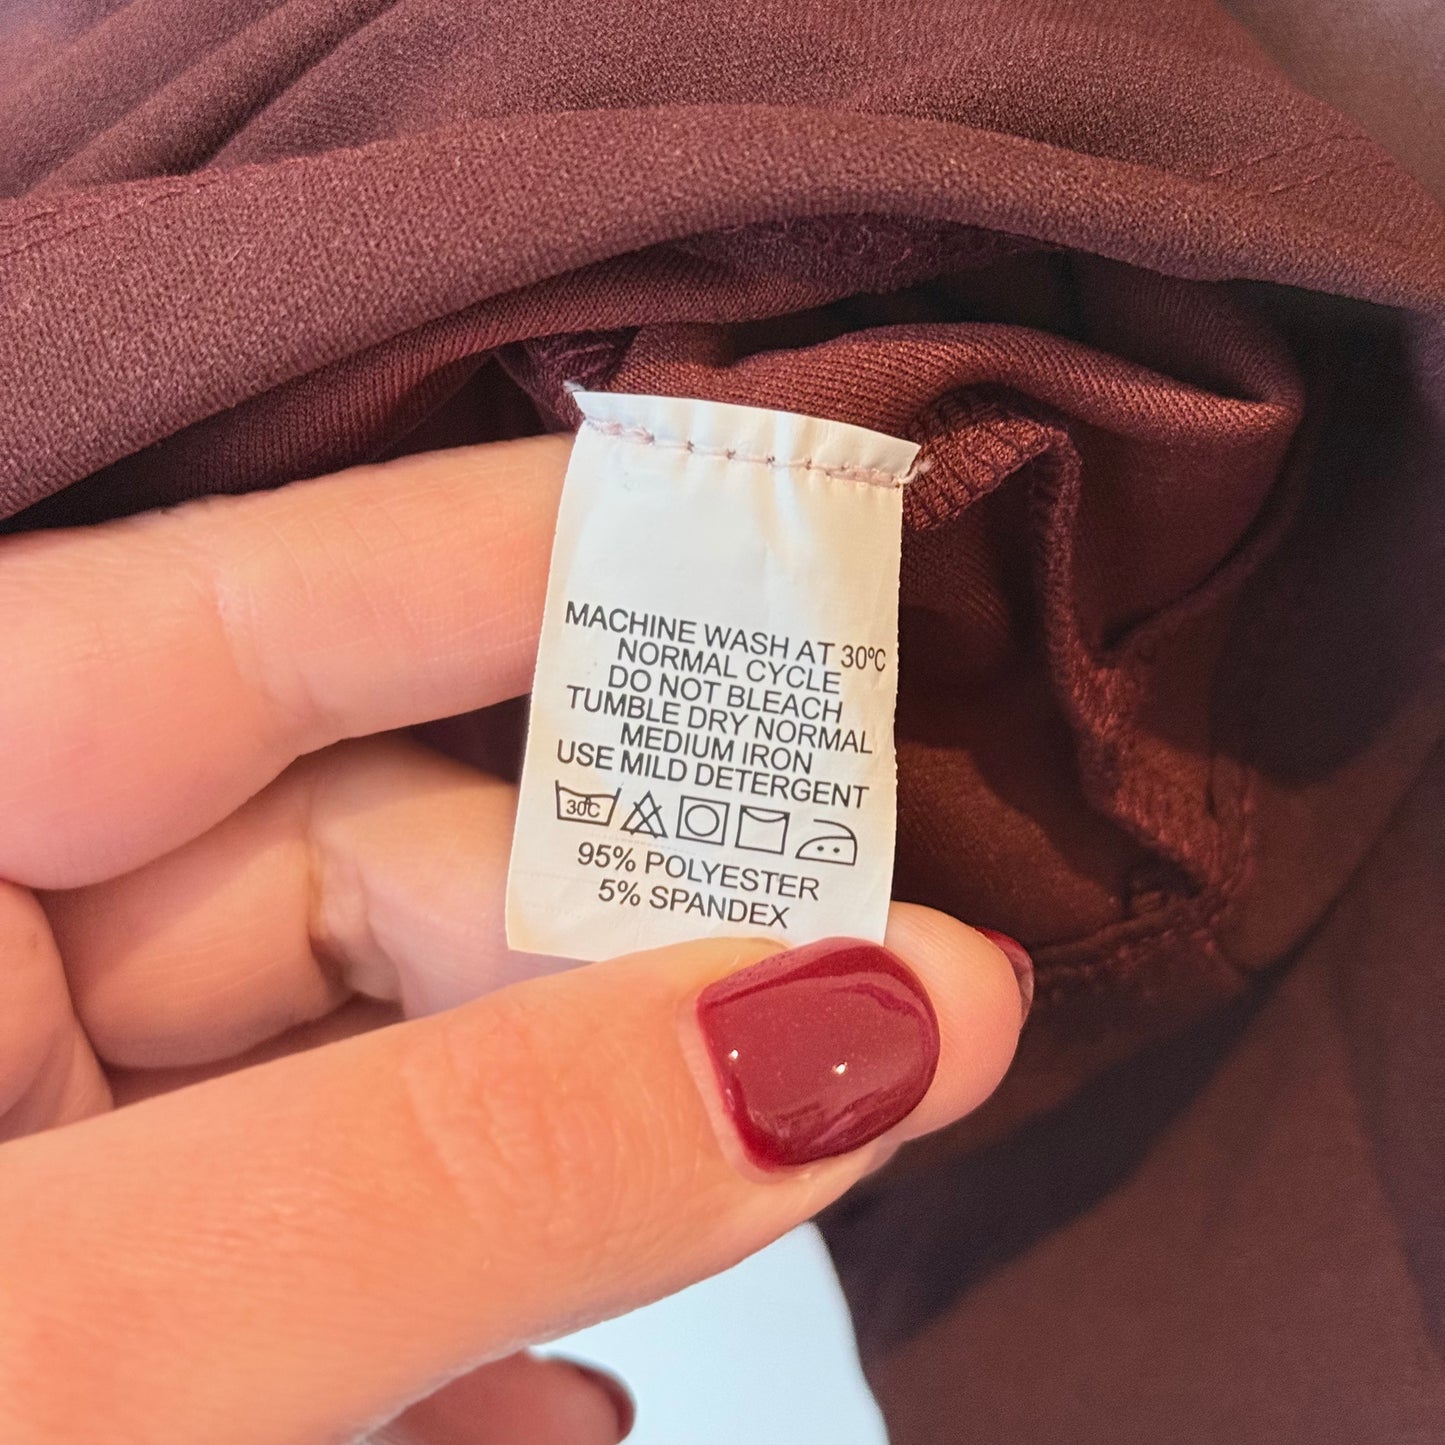 MACHINE WASH AT 30ºC
NORMAL CYCLE
DO NOT BLEACH
TUMBLE DRY NORMAL
MEDIUM IRON
USE MILD DETERGENT
30C
95% POLYESTER
5% SPANDEX